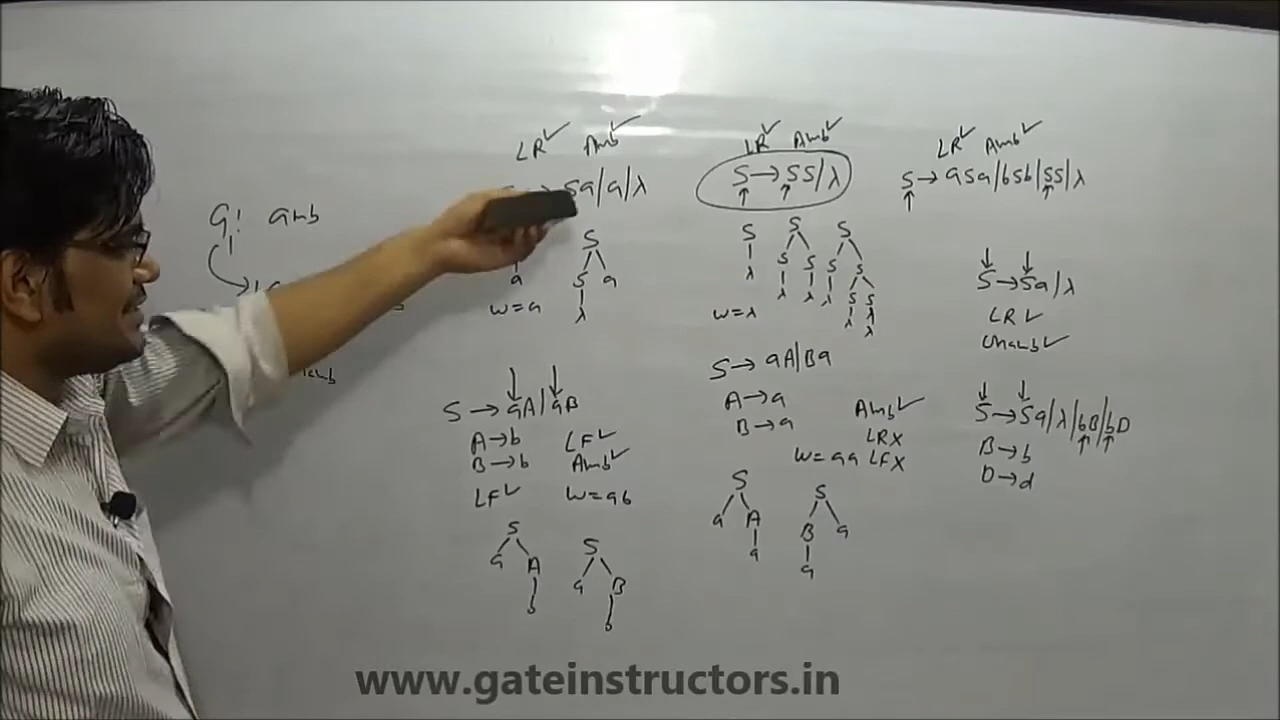 G: amb
LR✓ Amb✓
Sa/a/λ
S
S a
λ
a
w=a
LR✓ Amb✓
S→SS/λ
S S S
λ S S S S
λ λ λ S S
λ λ
w=λ
LR✓ Amb✓
S→aSa/bSb/SS/λ
S→Sa/λ
LR✓
Unamb✓
S→aA/aB
A→b LF✓
B→b Amb✓
LF✓ w=ab
S S
a A a B
b b
S→aA/Ba
A→a
B→a
Amb✓
LRX
w=aa LFX
S S
a A B a
a a
S→Sa/λ/bB/bD
B→b
D→d
www.gateinstructors.in